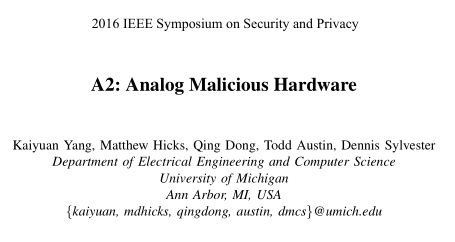 2016 IEEE Symposium on Security and Privacy
A2: Analog Malicious Hardware
Kaiyuan Yang, Matthew Hicks, Qing Dong, Todd Austin, Dennis Sylvester
Department of Electrical Engineering and Computer Science
University of Michigan
Ann Arbor, MI, USA
{kaiyuan, mdhicks, qingdong, austin, dmcs}@umich.edu